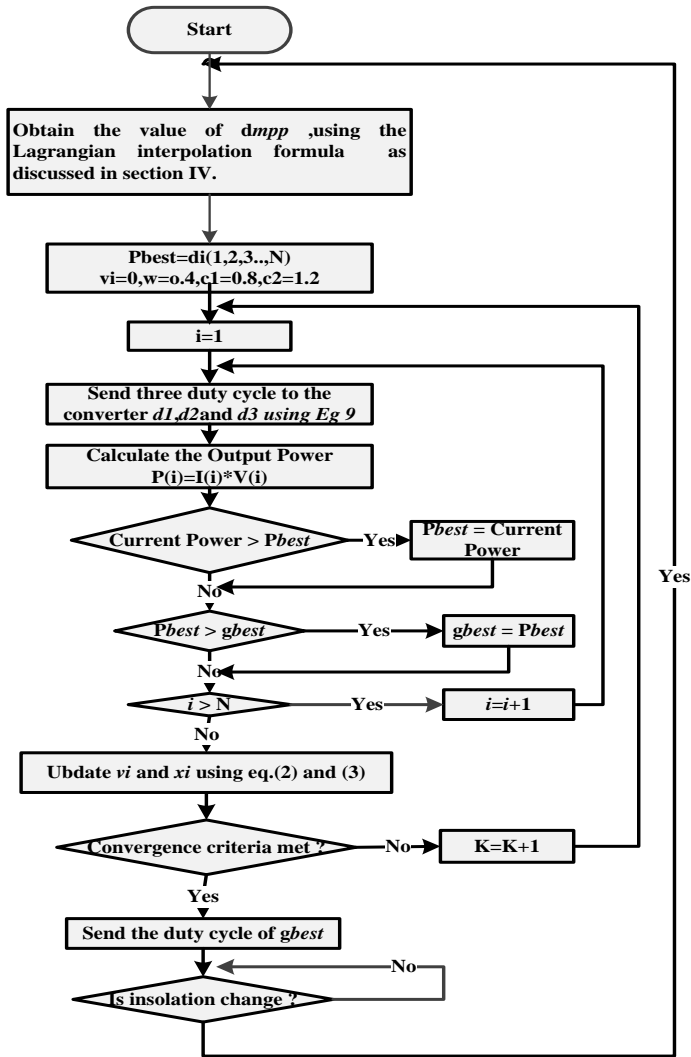 Start
Obtain the value of dmpp ,using the
Lagrangian interpolation formula as
discussed in section IV.
Pbest=di(1,2,3..,N)
vi=0,w=o.4,c1=0.8,c2=1.2
i=1
Send three duty cycle to the
converter d1,d2and d3 using Eg 9
Calculate the Output Power
P(i)=I(i)*V(i)
Current Power > Pbest
Yes
Pbest = Current
Power
No
Yes
Pbest > gbest
Yes
gbest = Pbest
No
i > N
Yes
i=i+1
No
Ubdate vi and xi using eq.(2) and (3)
Convergence criteria met ?
No
K=K+1
Yes
Send the duty cycle of gbest
No
Is insolation change ?